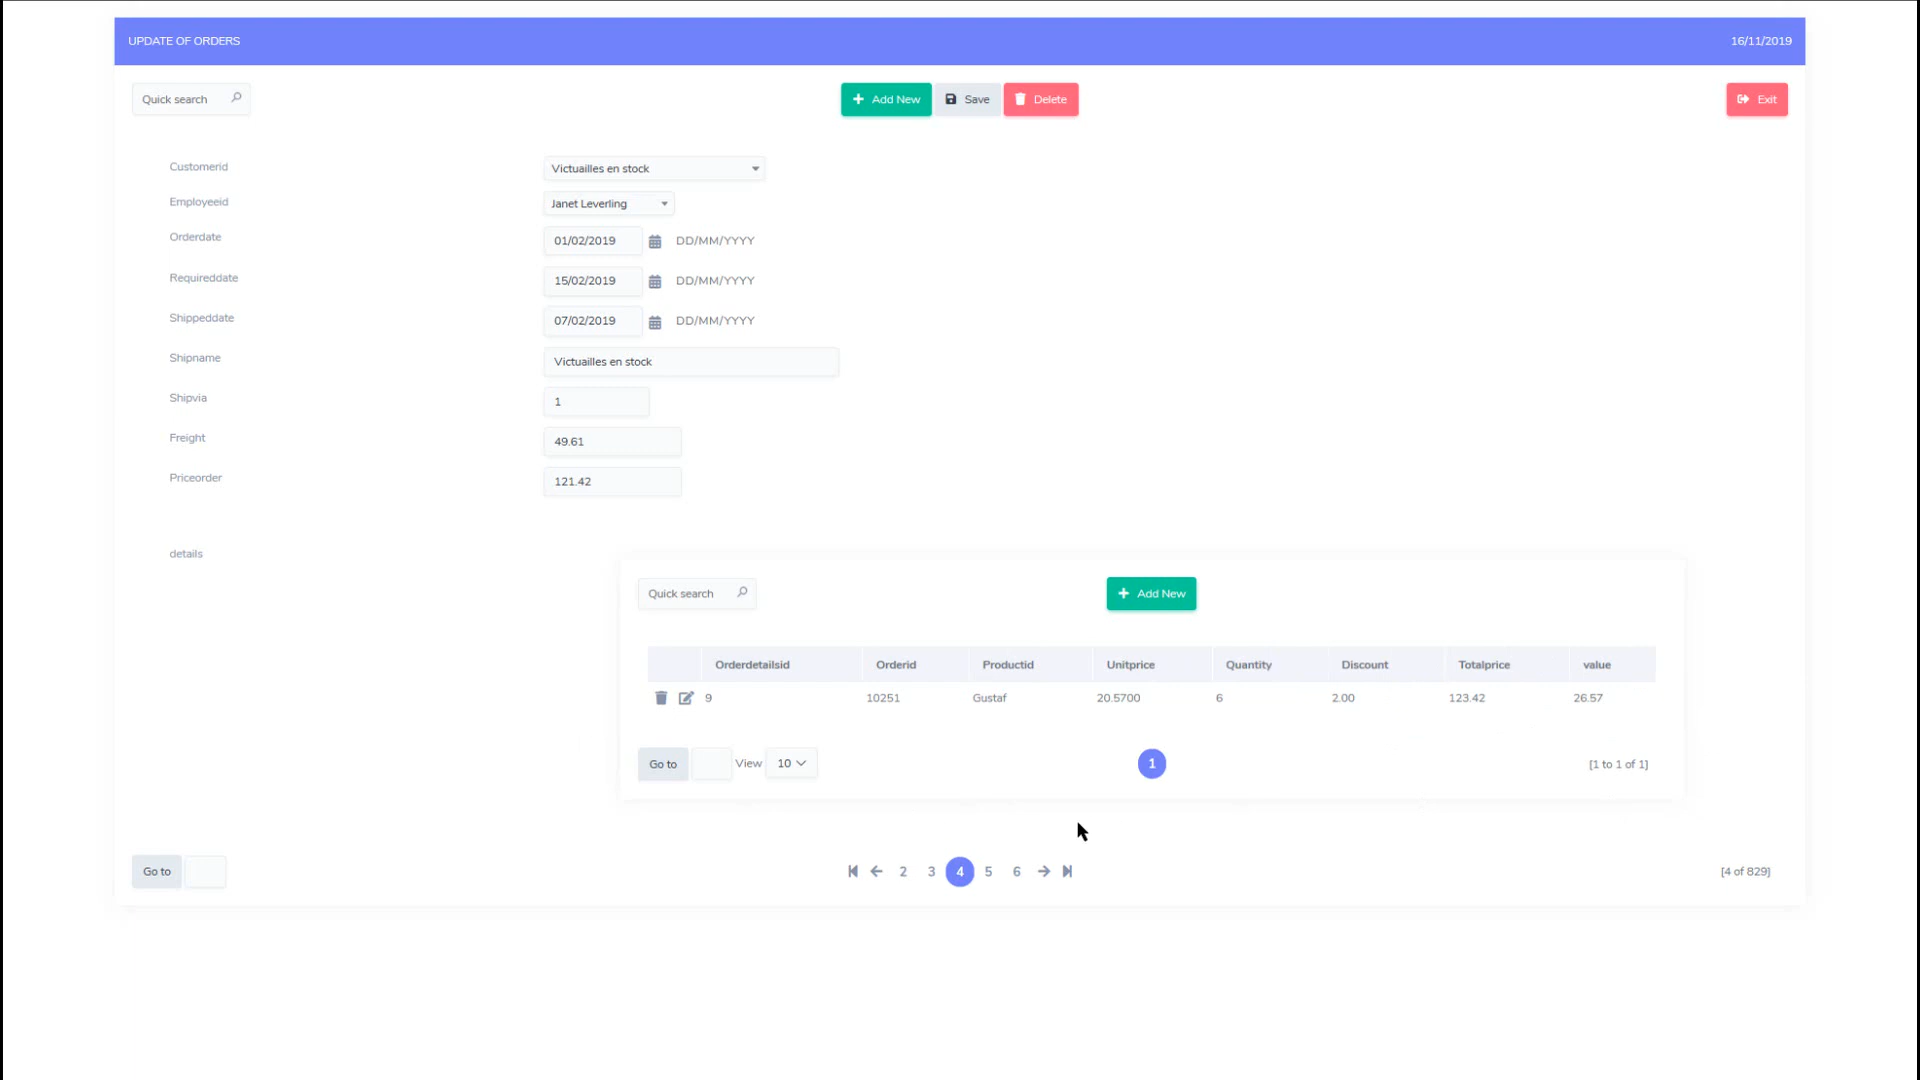 UPDATE OF ORDERS 16/11/2019
Quick search Add New Save Delete Exit
Customerid Victuailles en stock
Employeeid Janet Leverling
Orderdate 01/02/2019 DD/MM/YYYY
Requireddate 15/02/2019 DD/MM/YYYY
Shippeddate 07/02/2019 DD/MM/YYYY
Shipname Victuailles en stock
Shipvia 1
Freight 49.61
Priceorder 121.42
details
Quick search Add New
Orderdetailsid Orderid Productid Unitprice Quantity Discount Totalprice value
9 10251 Gustaf 20.5700 6 2.00 123.42 26.57
Go to View 10 1 [1 to 1 of 1]
Go to 2 3 4 5 6 [4 of 829]